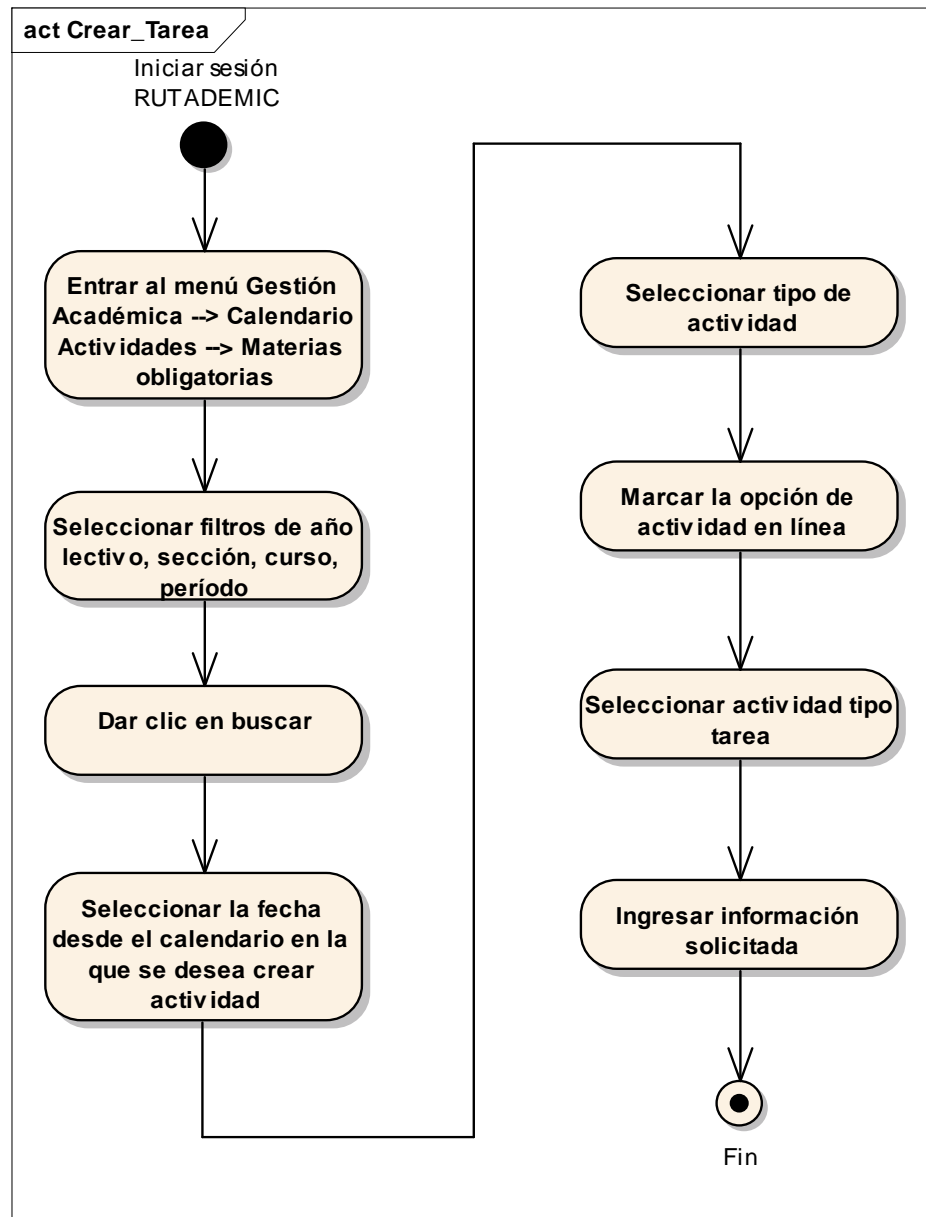 act Crear_Tarea
Iniciar sesión
RUTADEMIC
Entrar al menú Gestión
Académica --> Calendario
Actividades --> Materias
obligatorias
Seleccionar filtros de año
lectivo, sección, curso,
período
Dar clic en buscar
Seleccionar la fecha
desde el calendario en la
que se desea crear
actividad
Seleccionar tipo de
actividad
Marcar la opción de
actividad en línea
Seleccionar actividad tipo
tarea
Ingresar información
solicitada
Fin